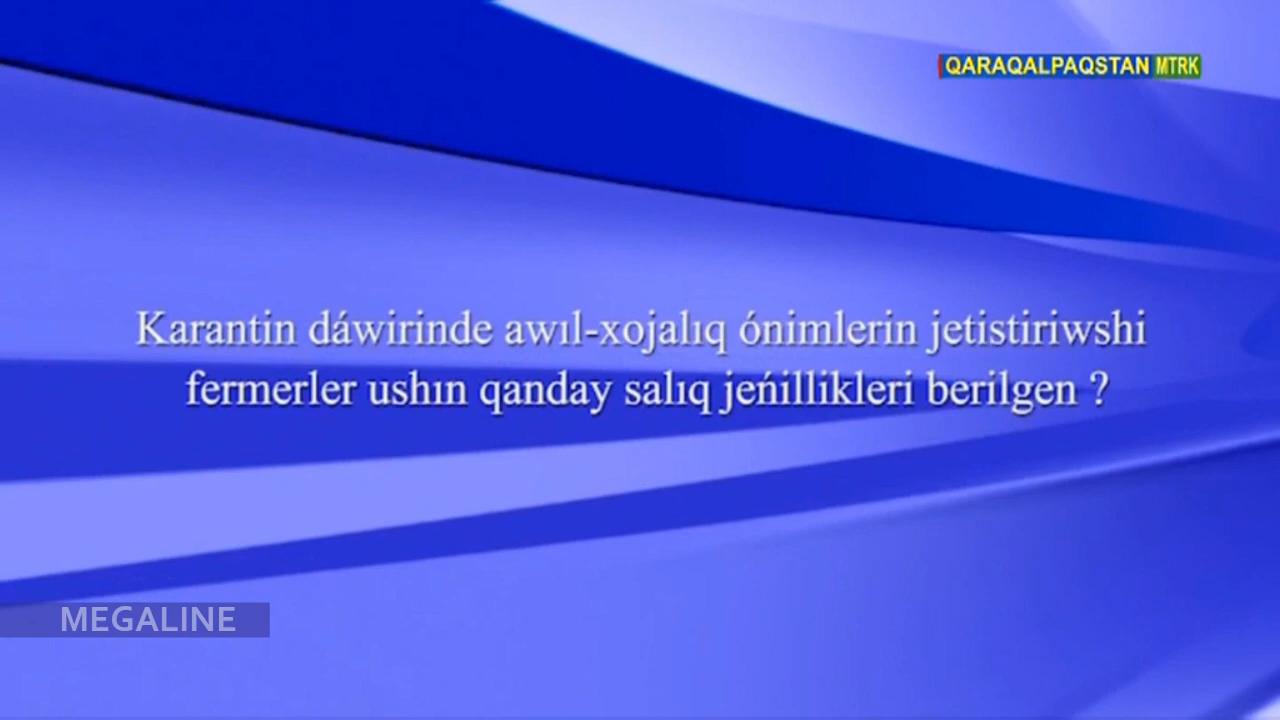 QARAQALPAQSTAN MTRK
Karantin dáwirinde awıl-xojalıq ónimlerin jetistiriwshi
fermerler ushın qanday salıq jeńillikleri berilgen ?
MEGALINE